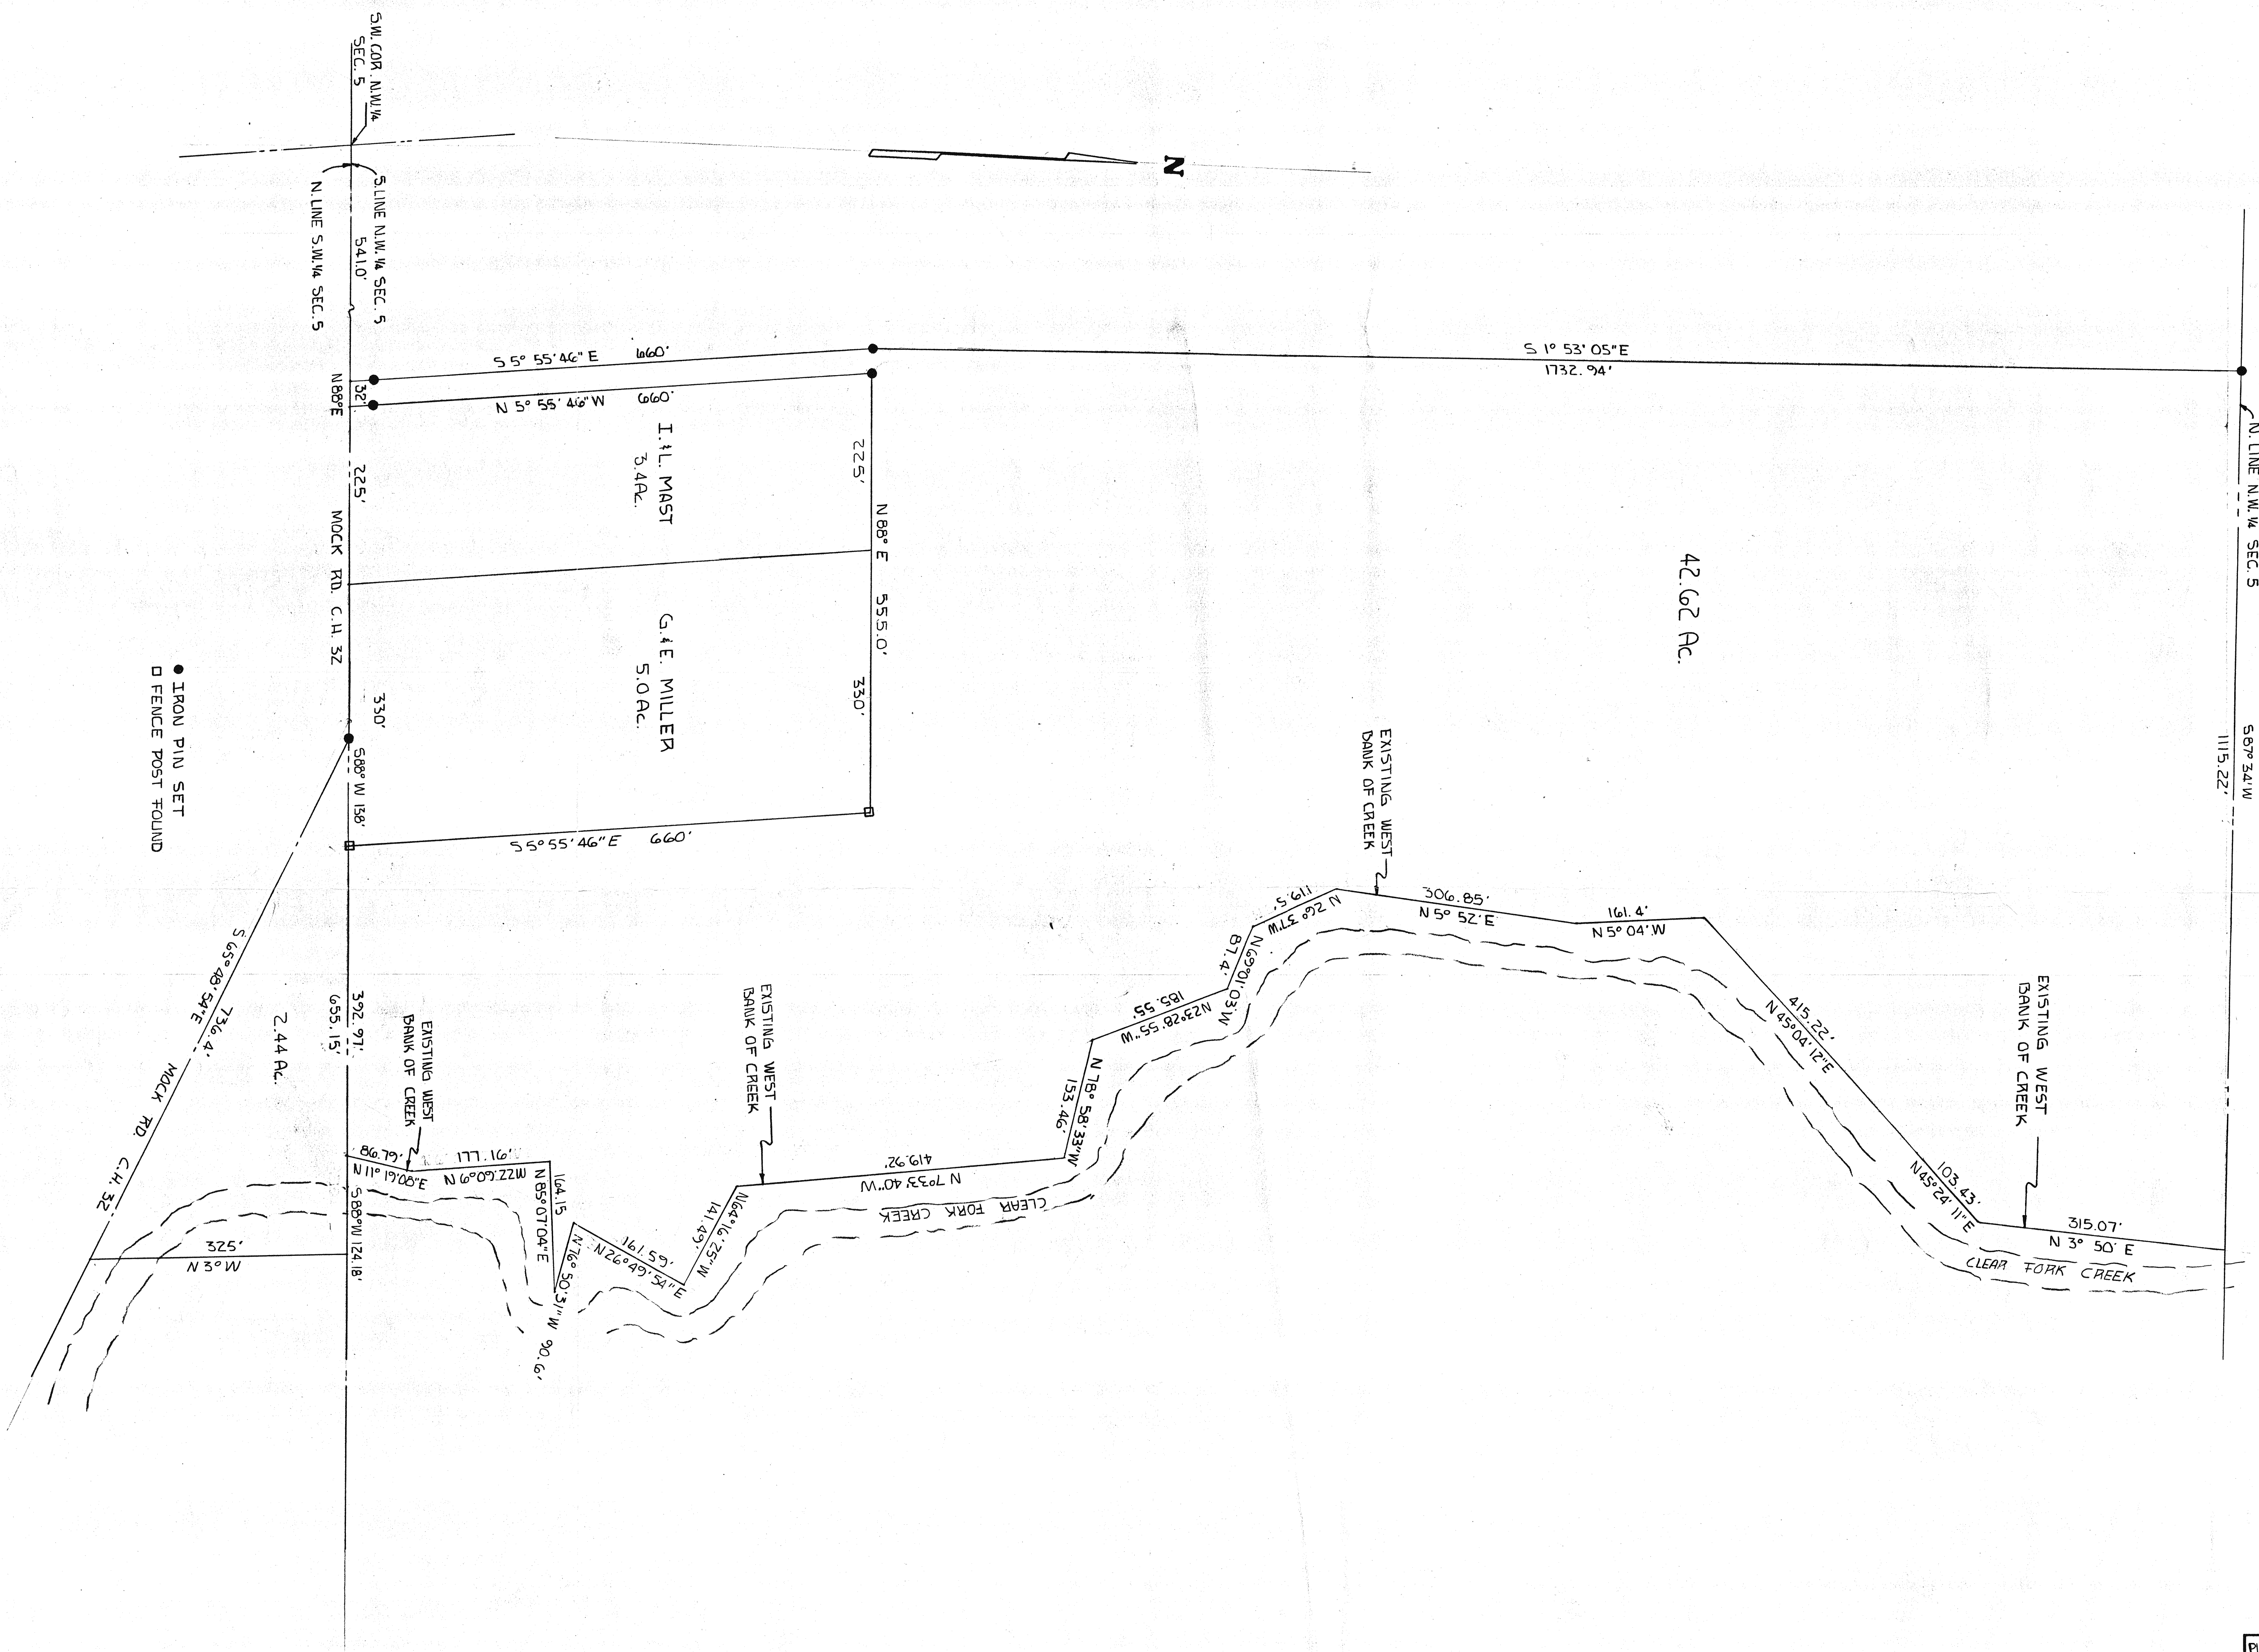 S.W. COR. N.W.¼
SEC. 5
S. LINE N.W. ¼ SEC. 5
541.0'
N. LINE S.W. ¼ SEC. 5
N
S 5° 55' 46" E 660'
N 5° 55' 46" W 660'
32'
N 88° E
S 1° 53' 05" E
1732.94'
N. LINE N.W. ¼ SEC. 5
S 87° 34' W
1115.22'
I. & L. MAST
3.4 Ac.
225'
N 88° E 555.0'
330'
225'
MOCK RD. C.H. 32
330'
G. & E. MILLER
5.0 Ac.
42.62 Ac.
S 88° W 138'
S 5° 55' 46" E 660'
● IRON PIN SET
□ FENCE POST FOUND
S 65° 48' 54" E
736.4'
MOCK RD. C.H. 32
2.44 Ac.
392.97'
655.15'
S 88° W 124.18'
325'
N 3° W
EXISTING WEST
BANK OF CREEK
86.79'
N 11° 19' 08" E
177.16'
164.15
N 85° 07' 04" E
N 76° 50' 31" W 90.6'
161.59'
N 26° 49' 54" E
N 64° 16' 25" W
141.49'
EXISTING WEST
BANK OF CREEK
419.92'
N 7° 33' 40" W
CLEAR FORK CREEK
N 78° 58' 33" W
153.46'
N 23° 28' 55" W
185.55'
N 69° 01' 03" W
87.4'
N 26° 37' W
119.5'
EXISTING WEST
BANK OF CREEK
306.85'
N 5° 52' E
161.4'
N 5° 04' W
415.22'
N 45° 04' 12" E
103.43'
N 45° 24' 11" E
EXISTING WEST
BANK OF CREEK
315.07'
N 3° 50' E
CLEAR FORK CREEK